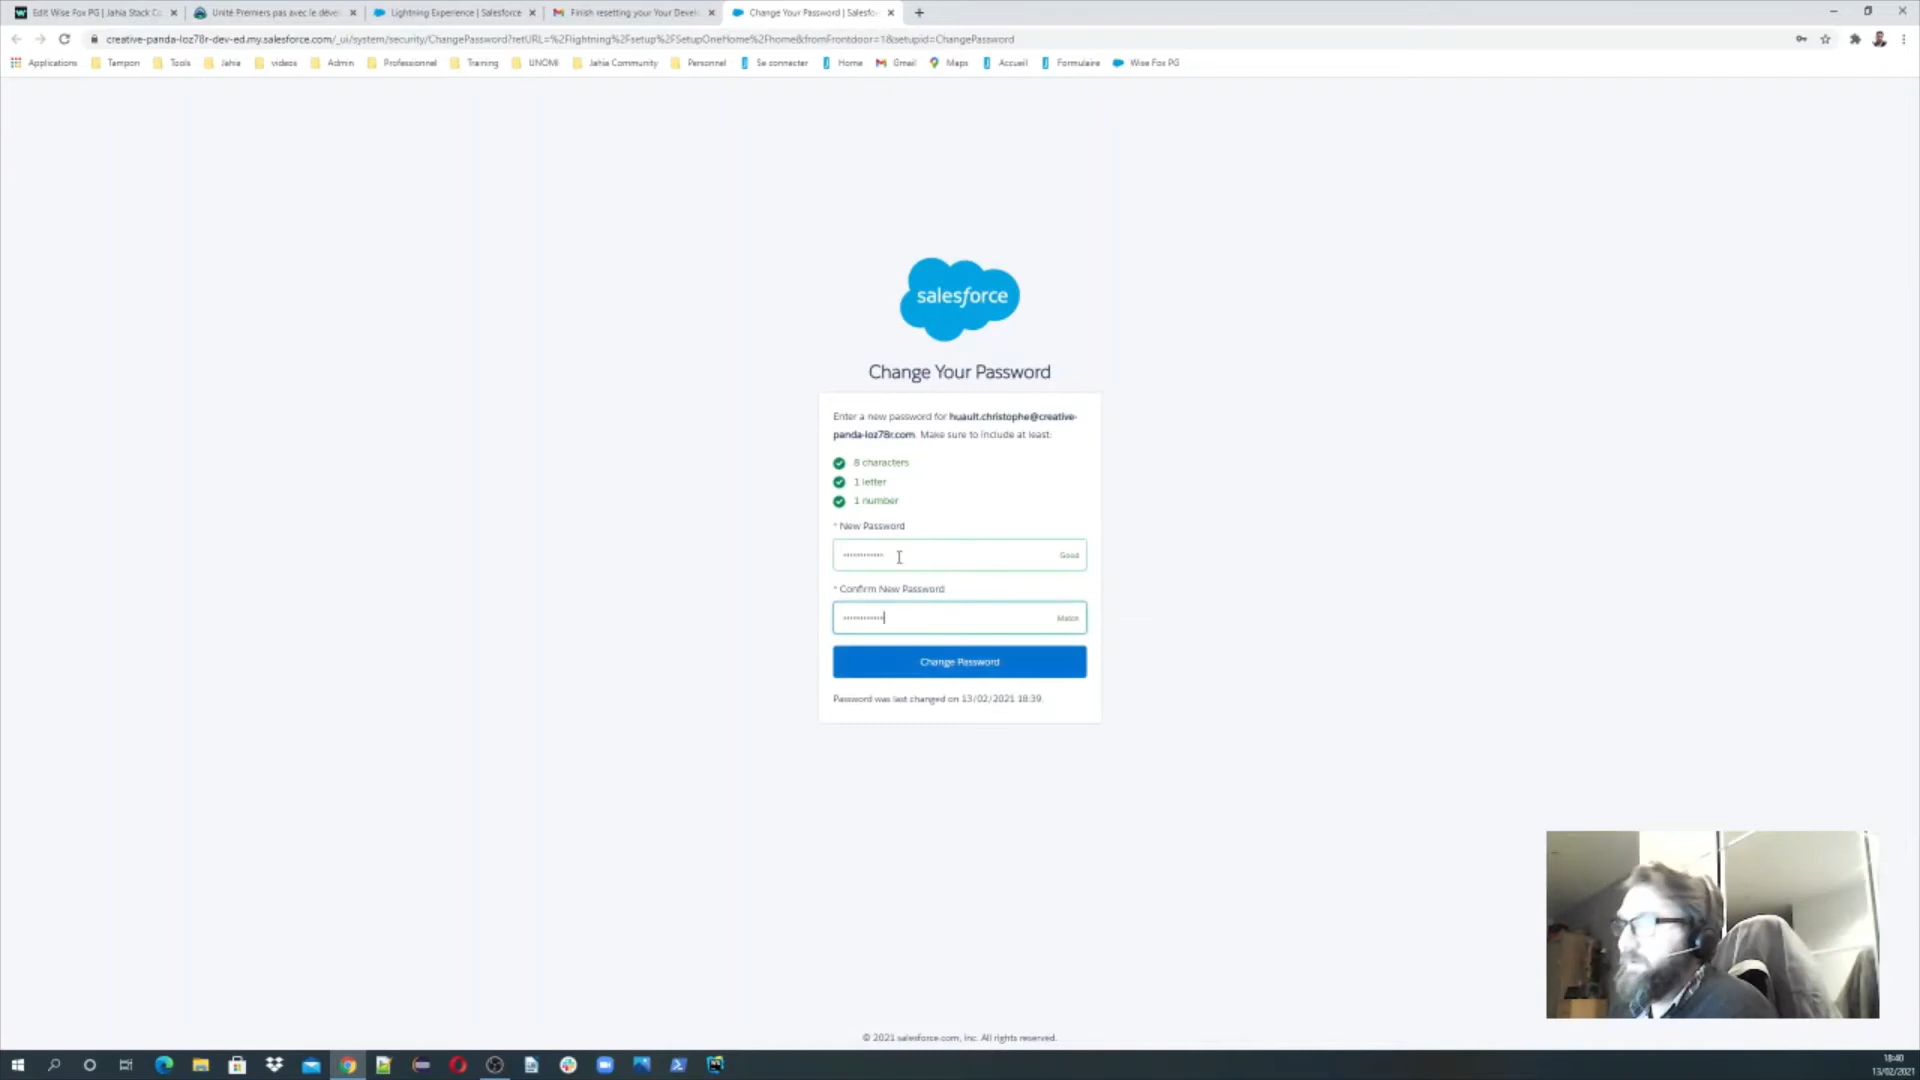 Edit Wise Fox PG | Jahia Stack Co
Unité Premiers pas avec le déve
Lightning Experience | Salesforce
Finish resetting your Your Devel
Change Your Password | Salesfo
creative-panda-loz78r-dev-ed.my.salesforce.com/_ui/system/security/ChangePassword?retURL=%2Flightning%2Fsetup%2FSetupOneHome%2Fhome&fromFrontdoor=1&setupid=ChangePassword
Applications Tampon Tools Jahia videos Admin Professionnel Training UNOMI Jahia Community Personnel Se connecter Home Gmail Maps Accueil Formulaire Wise Fox PG
salesforce
Change Your Password
Enter a new password for huault.christophe@creative-
panda-loz78r.com. Make sure to include at least:
8 characters
1 letter
1 number
* New Password
Good
* Confirm New Password
Match
Change Password
Password was last changed on 13/02/2021 18:39.
© 2021 salesforce.com, inc. All rights reserved.
18:40
13/02/2021